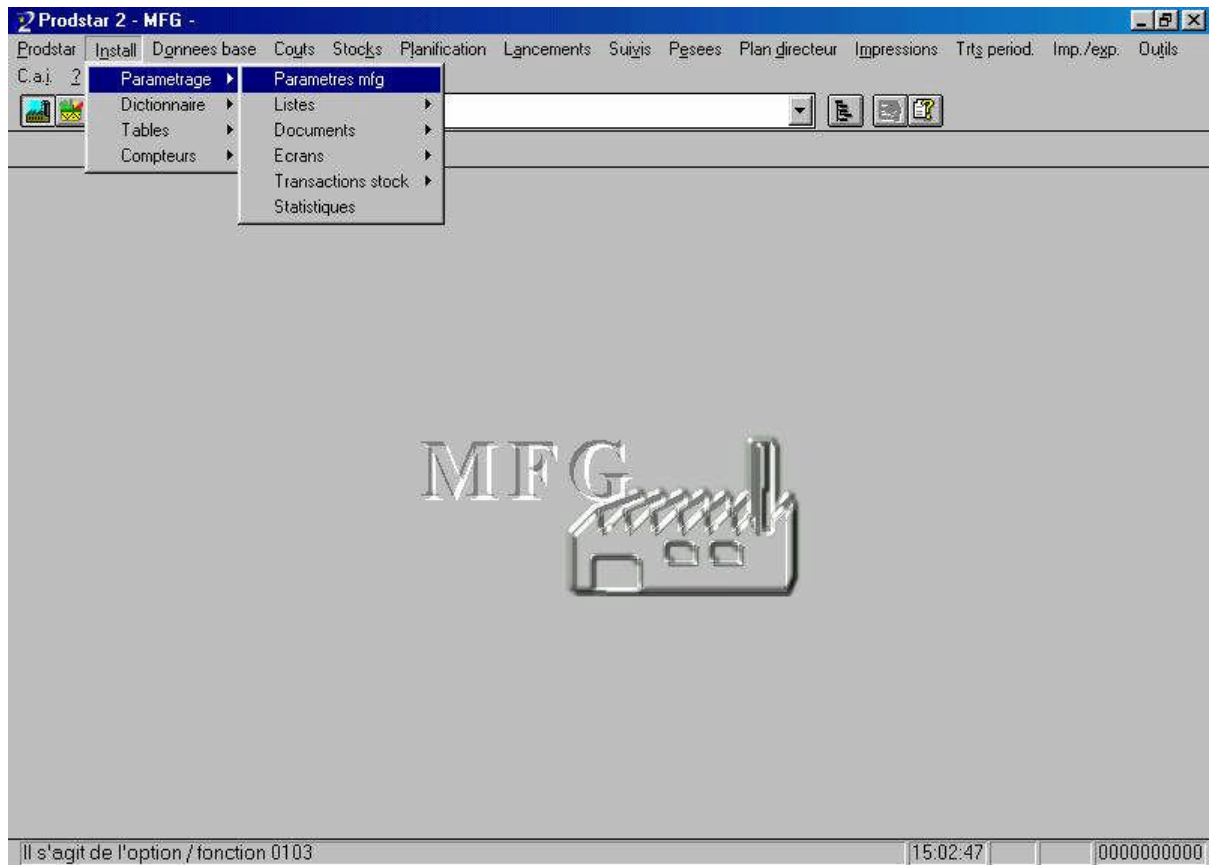 Prodstar 2 - MFG -
Prodstar Install Donnees base Couts Stocks Planification Lancements Suivis Pesees Plan directeur Impressions Trts period. Imp./exp. Outils
C.a.j. ?
Parametrage Parametres mfg
Dictionnaire Listes
Tables Documents
Compteurs Ecrans
Transactions stock
Statistiques
MFG
Il s'agit de l'option / fonction 0103 15:02:47 0000000000